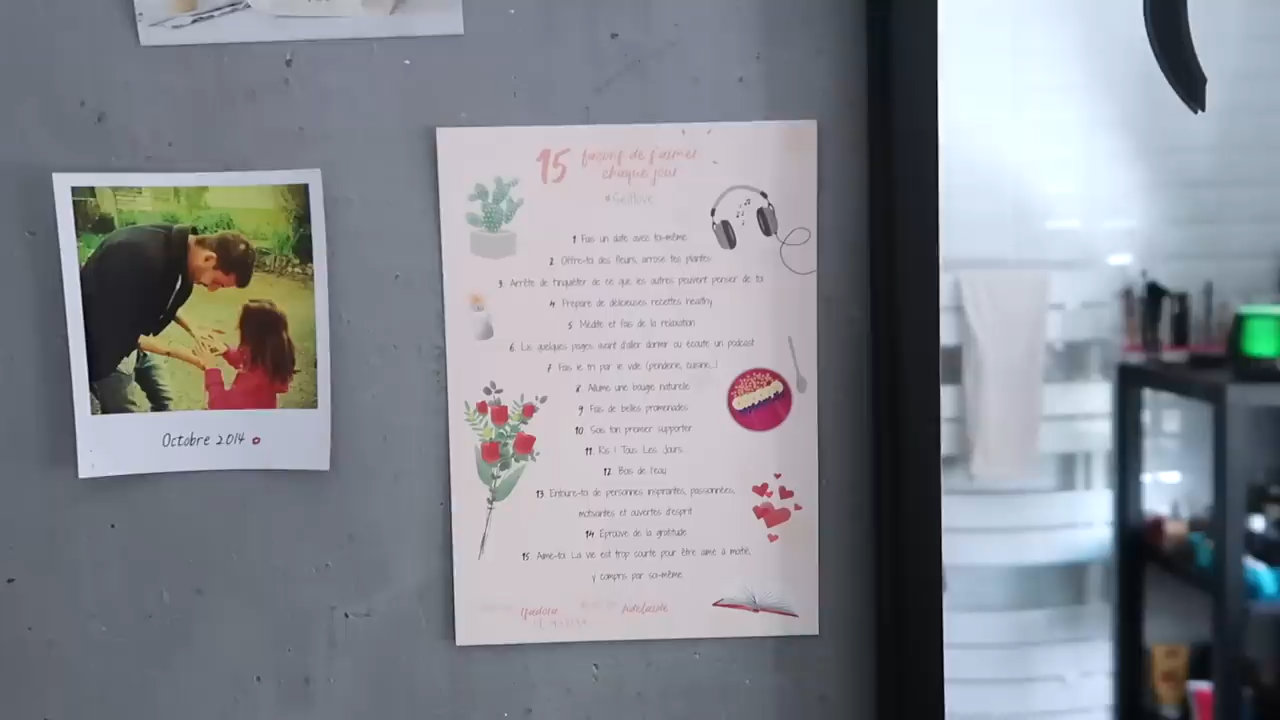 15 façons de s'aimer
chaque jour
#Selflove
1 Fais un date avec toi-même
2. Offre-toi des fleurs, arrose tes plantes
3. Arrête de t'inquiéter de ce que les autres peuvent penser de toi
4. Prépare de délicieuses recettes healthy
5. Médite et fais de la relaxation
6. Lis quelques pages avant d'aller dormir ou écoute un podcast
7. Fais le tri par le vide (penderie, cuisine,...)
8. Allume une bougie naturelle
9. Fais de belles promenades
10. Sois ton premier supporter
11. Ris ! Tous Les Jours
12. Bois de l'eau
13. Entoure-toi de personnes inspirantes, passionnées,
motivantes et ouvertes d'esprit
14. Eprouve de la gratitude
15. Aime-toi. La vie est trop courte pour être aimé à moitié,
y compris par soi-même
Octobre 2014